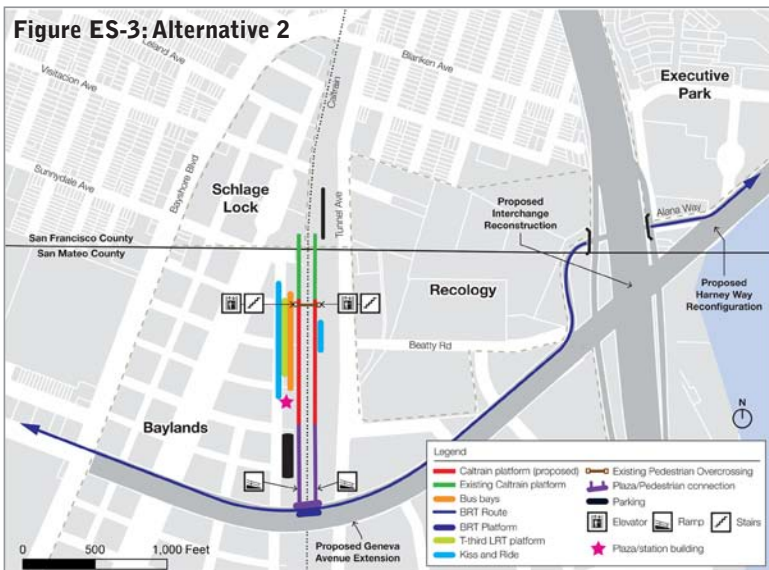 Figure ES-3: Alternative 2
Leland Ave
Visitacion Ave
Sunnydale Ave
Bayshore Blvd
Blanken Ave
Caltrain
Tunnel Ave
Executive
Park
Schlage
Lock
Alana Way
Proposed
Interchange
Reconstruction
San Francisco County
San Mateo County
Proposed
Harney Way
Reconfiguration
Recology
Beatty Rd
Baylands
N
Proposed Geneva
Avenue Extension
0 500 1,000 Feet
Legend
Caltrain platform (proposed)
Existing Caltrain platform
Bus bays
BRT Route
BRT Platform
T-third LRT platform
Kiss and Ride
Existing Pedestrian Overcrossing
Plaza/Pedestrian connection
Parking
Elevator Ramp Stairs
Plaza/station building